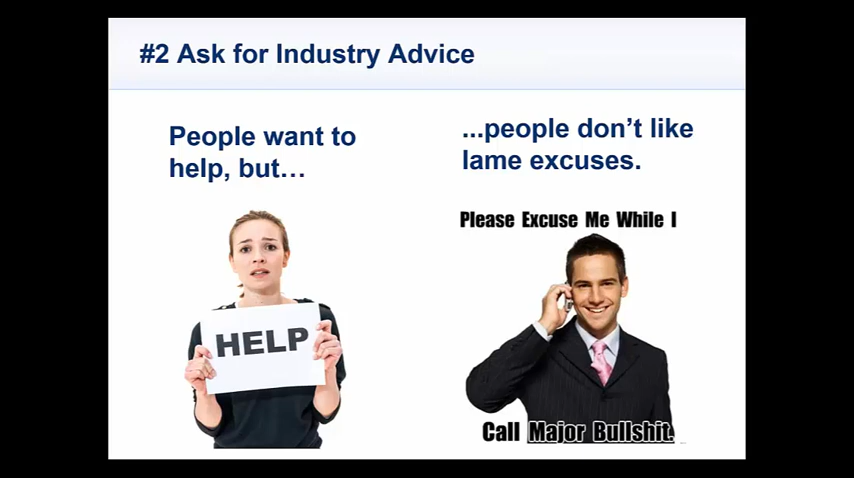 #2 Ask for Industry Advice
People want to
help, but…
...people don’t like
lame excuses.
HELP
Please Excuse Me While I
Call Major Bullshit.